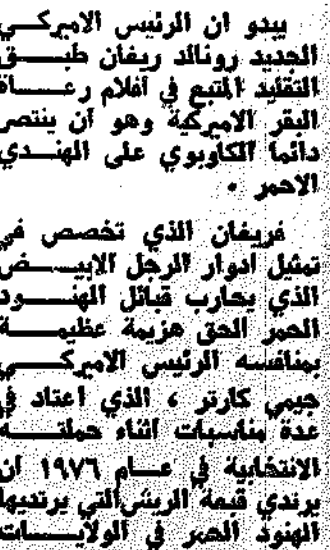 يبدو ان الرئيس الاميركي
الجديد رونالد ريغان طبق
التقليد المتبع في افلام رعاة
البقر الاميركية وهو ان ينتصر
دائما الكاوبوي على الهندي
الاحمر .
فريغان الذي تخصص في
تمثيل ادوار الرجل الابيض
الذي يحارب قبائل الهنود
الحمر الحق هزيمة عظيمة
بمنافسه الرئيس الاميركي
جيمي كارتر ، الذي اعتاد في
عدة مناسبات اثناء حملته
الانتخابية في عام ١٩٧٦ ان
يرتدي قبعة الريش التي يرتديها
الهنود الحمر في الولايات